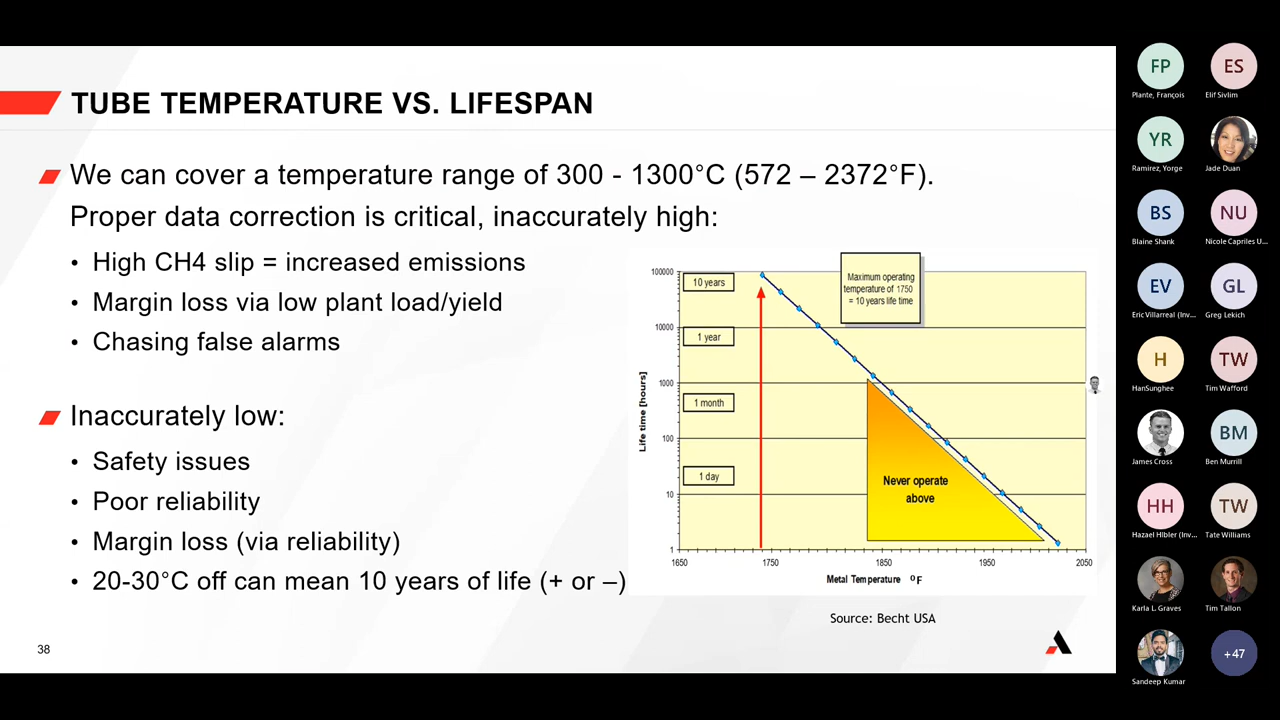 TUBE TEMPERATURE VS. LIFESPAN
We can cover a temperature range of 300 - 1300°C (572 – 2372°F).
Proper data correction is critical, inaccurately high:
• High CH4 slip = increased emissions
• Margin loss via low plant load/yield
• Chasing false alarms
Inaccurately low:
• Safety issues
• Poor reliability
• Margin loss (via reliability)
• 20-30°C off can mean 10 years of life (+ or –)
38
Life time [hours]
100000
10000
1000
100
10
1
10 years
1 year
1 month
1 day
Maximum operating
temperature of 1750
= 10 years life time
Never operate
above
1650
1750
1850
1950
2050
Metal Temperature °F
Source: Becht USA
FP
Plante, François
ES
Elif Sivlim
YR
Ramirez, Yorge
Jade Duan
BS
Blaine Shank
NU
Nicole Capriles U...
EV
Eric Villarreal (Inv...
GL
Greg Lekich
H
HanSunghee
TW
Tim Wafford
James Cross
BM
Ben Murrill
HH
Hazael Hibler (Inv...
TW
Tate Williams
Karla L. Graves
Tim Tallon
Sandeep Kumar
+47